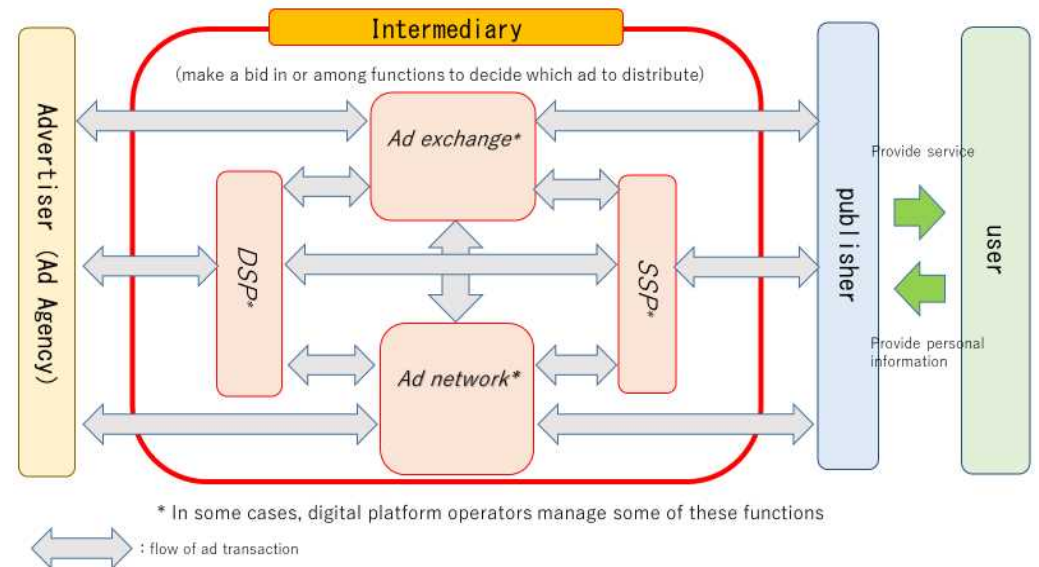 Intermediary
(make a bid in or among functions to decide which ad to distribute)
Advertiser (Ad Agency)
Ad exchange*
DSP*
SSP*
Ad network*
publisher
Provide service
Provide personal
information
user
* In some cases, digital platform operators manage some of these functions
: flow of ad transaction